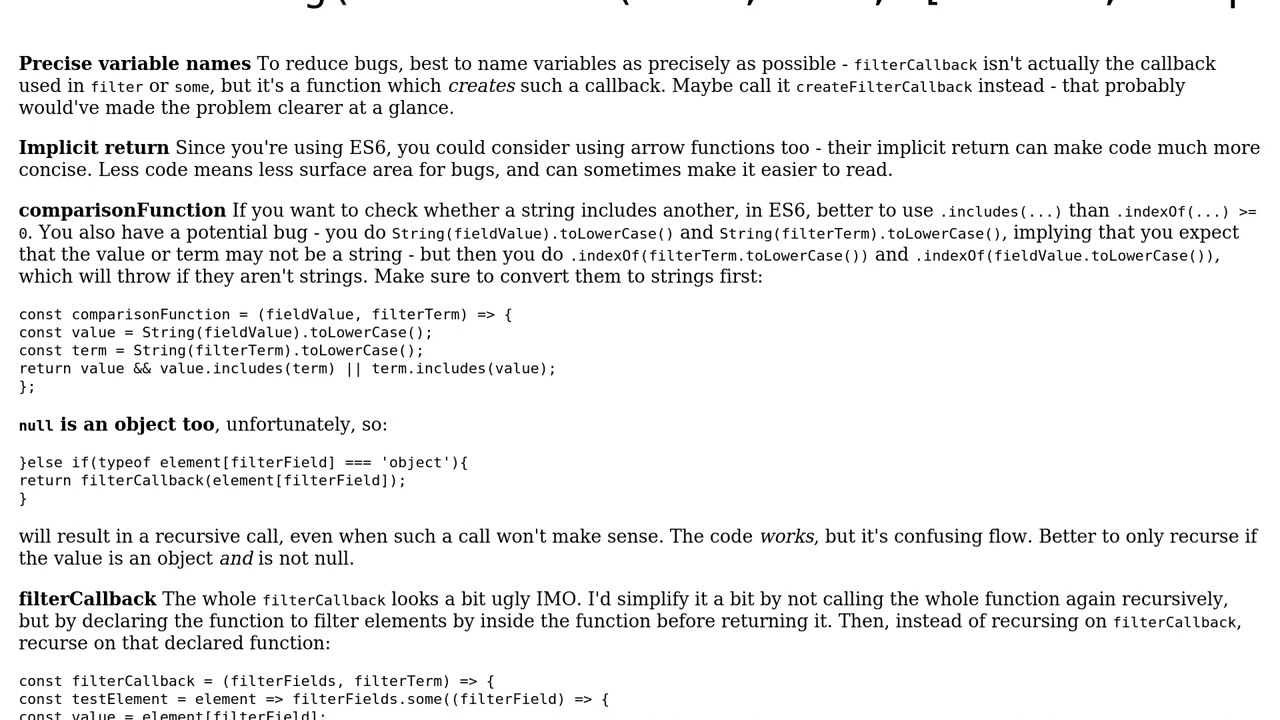 Precise variable names To reduce bugs, best to name variables as precisely as possible - filterCallback isn't actually the callback
used in filter or some, but it's a function which creates such a callback. Maybe call it createFilterCallback instead - that probably
would've made the problem clearer at a glance.
Implicit return Since you're using ES6, you could consider using arrow functions too - their implicit return can make code much more
concise. Less code means less surface area for bugs, and can sometimes make it easier to read.
comparisonFunction If you want to check whether a string includes another, in ES6, better to use .includes(...) than .indexOf(...) >=
0. You also have a potential bug - you do String(fieldValue).toLowerCase() and String(filterTerm).toLowerCase(), implying that you expect
that the value or term may not be a string - but then you do .indexOf(filterTerm.toLowerCase()) and .indexOf(fieldValue.toLowerCase()),
which will throw if they aren't strings. Make sure to convert them to strings first:
const comparisonFunction = (fieldValue, filterTerm) => {
const value = String(fieldValue).toLowerCase();
const term = String(filterTerm).toLowerCase();
return value && value.includes(term) || term.includes(value);
};
null is an object too, unfortunately, so:
}else if(typeof element[filterField] === 'object'){
return filterCallback(element[filterField]);
}
will result in a recursive call, even when such a call won't make sense. The code works, but it's confusing flow. Better to only recurse if
the value is an object and is not null.
filterCallback The whole filterCallback looks a bit ugly IMO. I'd simplify it a bit by not calling the whole function again recursively,
but by declaring the function to filter elements by inside the function before returning it. Then, instead of recursing on filterCallback,
recurse on that declared function:
const filterCallback = (filterFields, filterTerm) => {
const testElement = element => filterFields.some((filterField) => {
const value = element[filterField];